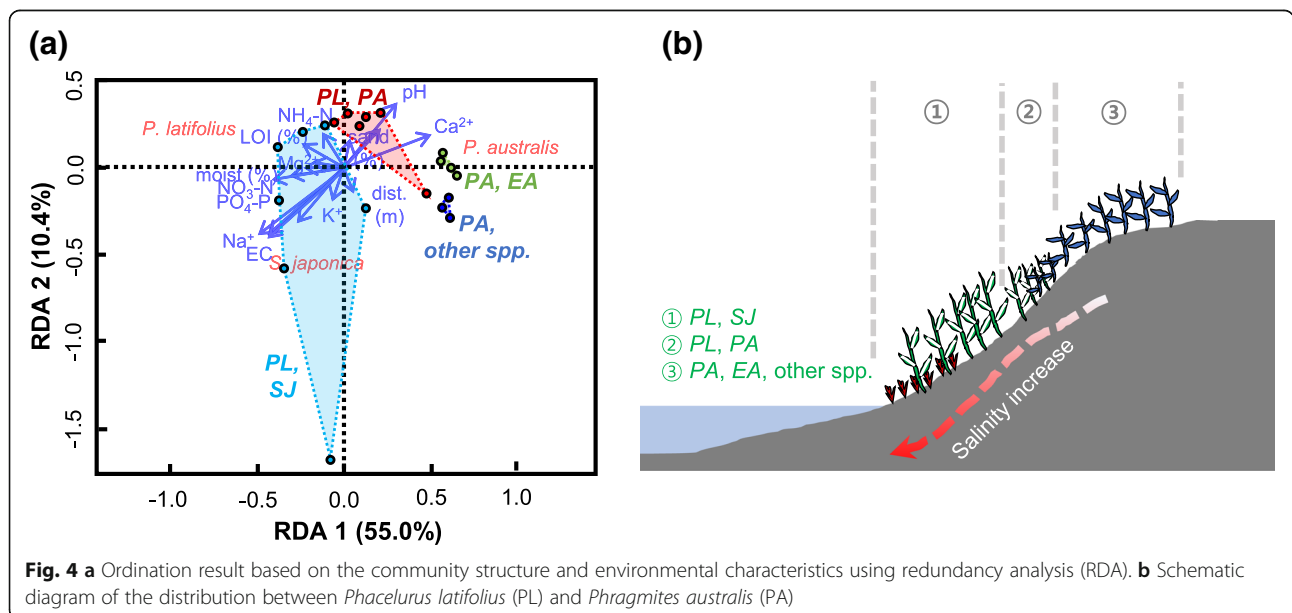 (a)
0.5
0.0
-0.5
-1.0
-1.5
RDA 2 (10.4%)
PL, PA
pH
NH₄-N
P. latifolius
LOI (%)
sand
Ca²⁺
P. australis
Mg²⁺
(%)
moist (%)
PA, EA
NO₃-N
dist.
(m)
PO₄-P
K⁺
PA,
other spp.
Na⁺
EC
S. japonica
PL,
SJ
-1.0
-0.5
0.0
0.5
1.0
RDA 1 (55.0%)
(b)
①
②
③
① PL, SJ
② PL, PA
③ PA, EA, other spp.
Salinity increase
Fig. 4 a Ordination result based on the community structure and environmental characteristics using redundancy analysis (RDA). b Schematic
diagram of the distribution between Phacelurus latifolius (PL) and Phragmites australis (PA)